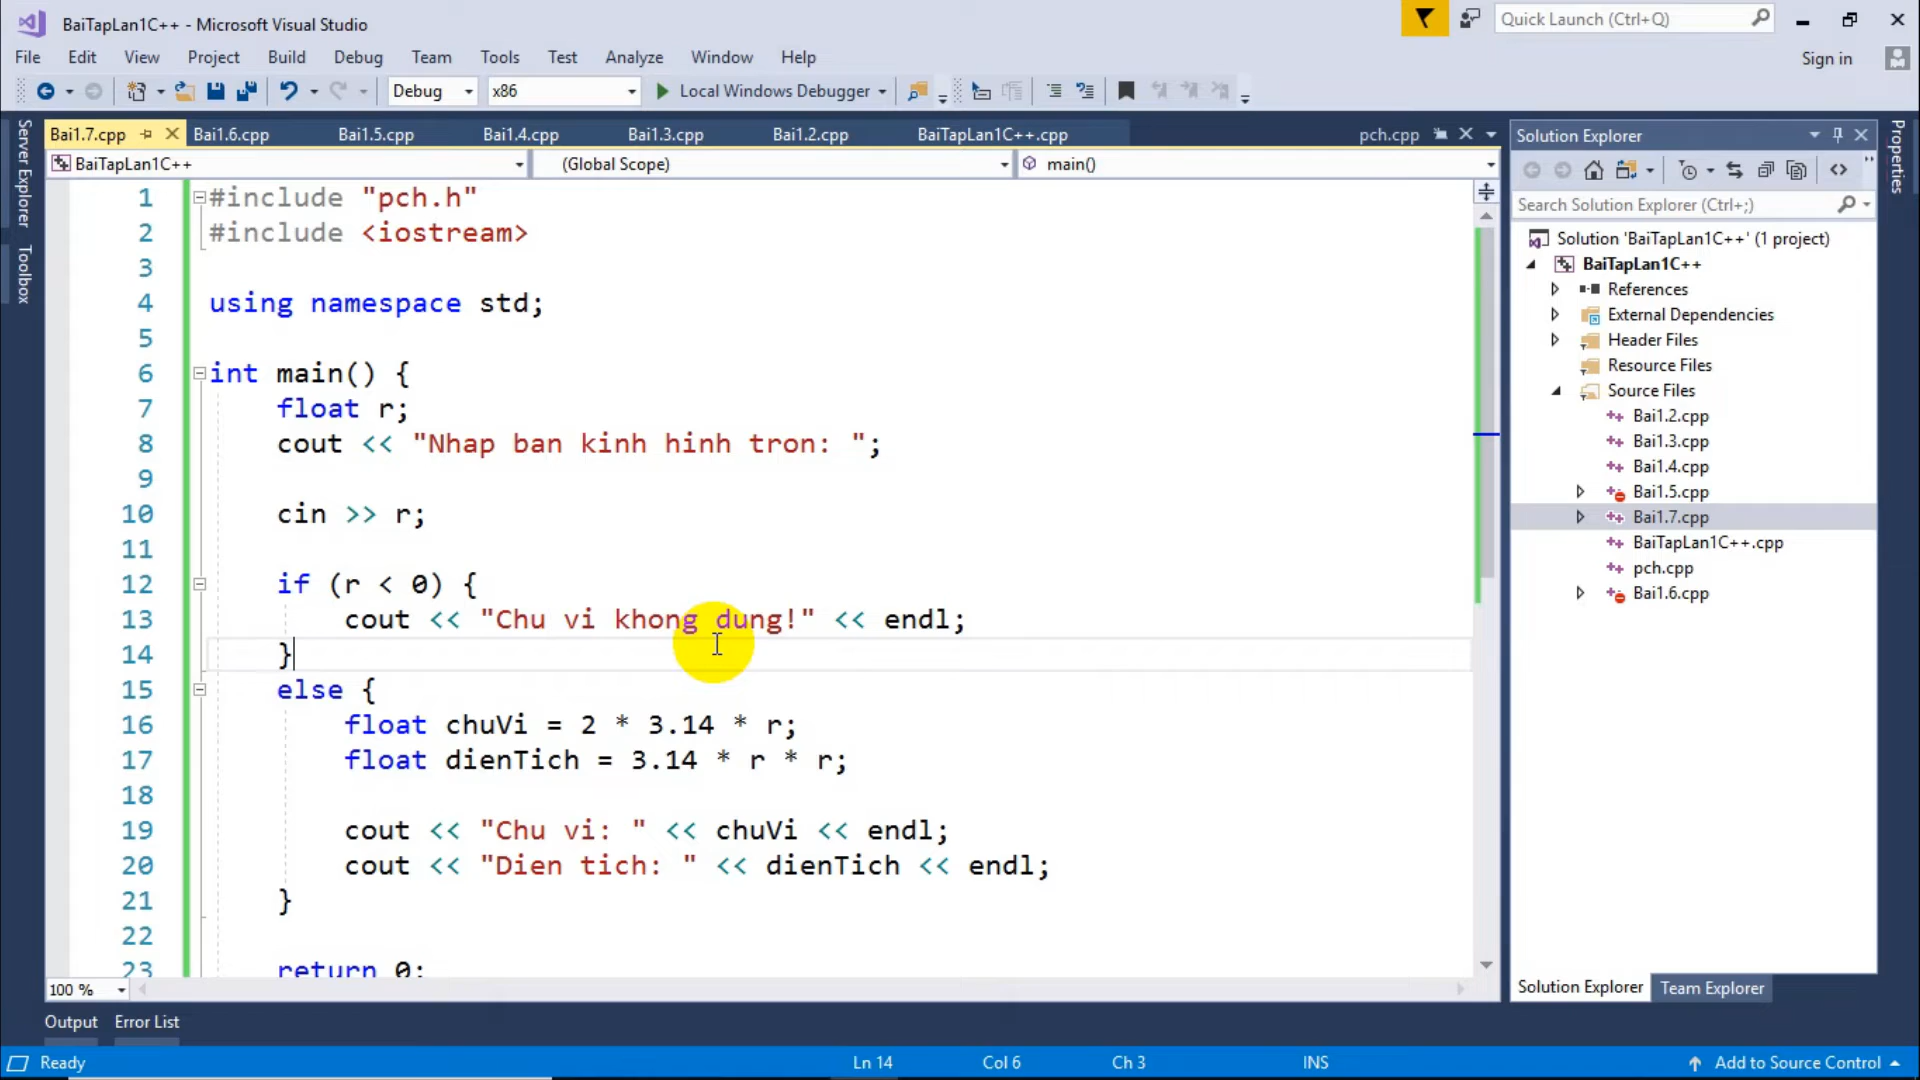 BaiTapLan1C++ - Microsoft Visual Studio
Quick Launch (Ctrl+Q)
File Edit View Project Build Debug Team Tools Test Analyze Window Help
Sign in
Debug x86 Local Windows Debugger
Server Explorer
Toolbox
Bai1.7.cpp Bai1.6.cpp Bai1.5.cpp Bai1.4.cpp Bai1.3.cpp Bai1.2.cpp BaiTapLan1C++.cpp pch.cpp
BaiTapLan1C++ (Global Scope) main()
1 #include "pch.h"
2 #include <iostream>
3
4 using namespace std;
5
6 int main() {
7 float r;
8 cout << "Nhap ban kinh hinh tron: ";
9
10 cin >> r;
11
12 if (r < 0) {
13 cout << "Chu vi khong dung!" << endl;
14 }
15 else {
16 float chuVi = 2 * 3.14 * r;
17 float dienTich = 3.14 * r * r;
18
19 cout << "Chu vi: " << chuVi << endl;
20 cout << "Dien tich: " << dienTich << endl;
21 }
22
23 return 0;
100 %
Solution Explorer
Search Solution Explorer (Ctrl+;)
Solution 'BaiTapLan1C++' (1 project)
BaiTapLan1C++
References
External Dependencies
Header Files
Resource Files
Source Files
Bai1.2.cpp
Bai1.3.cpp
Bai1.4.cpp
Bai1.5.cpp
Bai1.7.cpp
BaiTapLan1C++.cpp
pch.cpp
Bai1.6.cpp
Solution Explorer Team Explorer
Properties
Output Error List
Ready Ln 14 Col 6 Ch 3 INS Add to Source Control